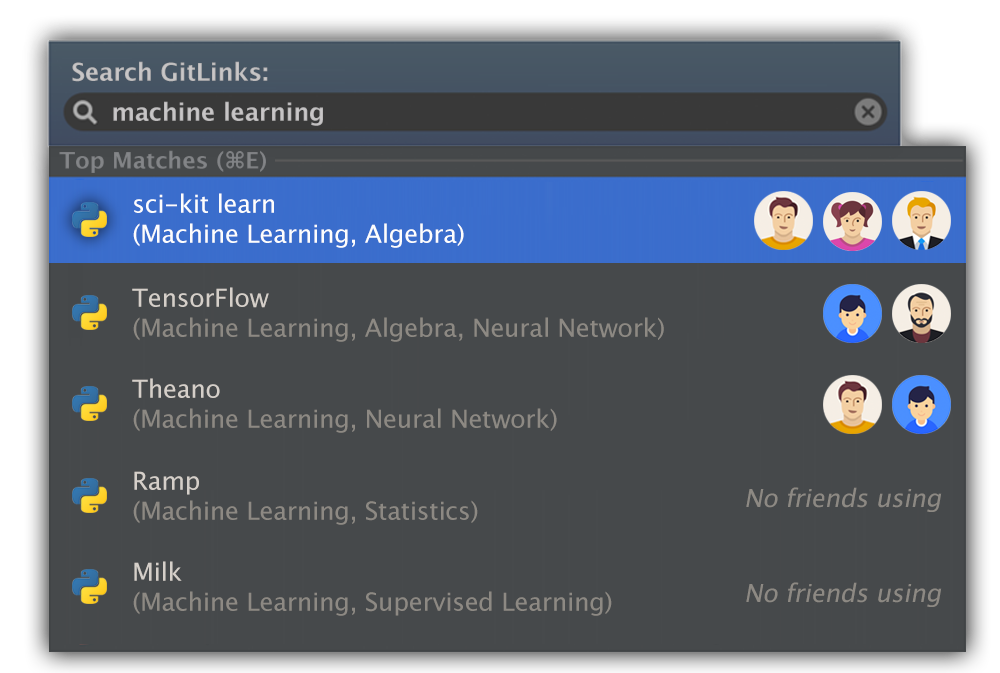 Search GitLinks:
machine learning
Top Matches (⌘E)
sci-kit learn
(Machine Learning, Algebra)
TensorFlow
(Machine Learning, Algebra, Neural Network)
Theano
(Machine Learning, Neural Network)
Ramp
(Machine Learning, Statistics)
No friends using
Milk
(Machine Learning, Supervised Learning)
No friends using